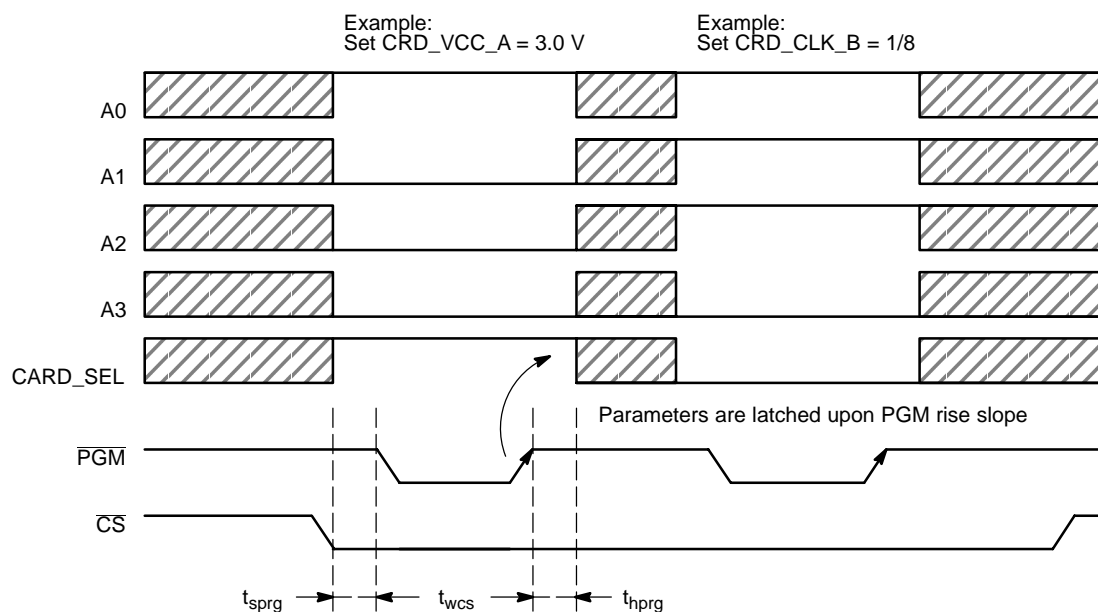 Example:
Set CRD_VCC_A = 3.0 V
Example:
Set CRD_CLK_B = 1/8
A0
A1
A2
A3
CARD_SEL
Parameters are latched upon PGM rise slope
PGM
CS
tsprg
twcs
thprg